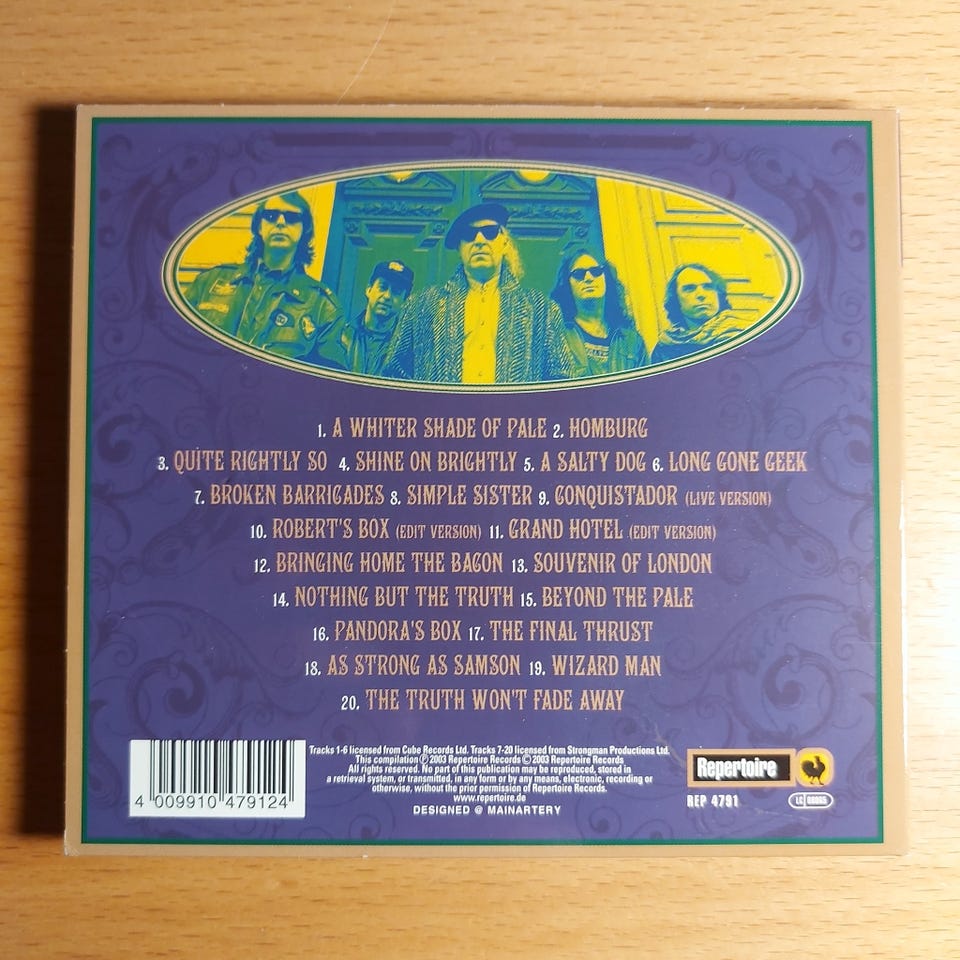 1. A WHITER SHADE OF PALE 2. HOMBURG
3. QUITE RIGHTLY SO 4. SHINE ON BRIGHTLY 5. A SALTY DOG 6. LONG GONE GEEK
7. BROKEN BARRICADES 8. SIMPLE SISTER 9. CONQUISTADOR (LIVE VERSION)
10. ROBERT'S BOX (EDIT VERSION) 11. GRAND HOTEL (EDIT VERSION)
12. BRINGING HOME THE BACON 13. SOUVENIR OF LONDON
14. NOTHING BUT THE TRUTH 15. BEYOND THE PALE
16. PANDORA'S BOX 17. THE FINAL THRUST
18. AS STRONG AS SAMSON 19. WIZARD MAN
20. THE TRUTH WON'T FADE AWAY
Tracks 1-6 licensed from Cube Records Ltd. Tracks 7-20 licensed from Strongman Productions Ltd.
This compilation Ⓟ 2003 Repertoire Records © 2003 Repertoire Records
All rights reserved. No part of this publication may be reproduced, stored in
a retrieval system, or transmitted, in any form or by any means, electronic, recording or
otherwise, without the prior permission of Repertoire Records.
www.repertoire.de
DESIGNED @ MAINARTERY
4 009910 479124
Repertoire
REP 4791
LC